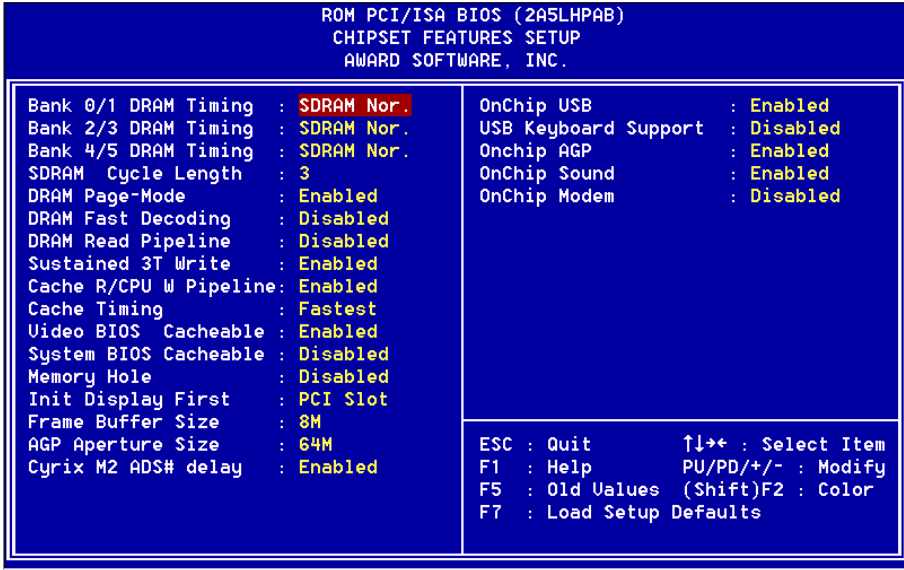 ROM PCI/ISA BIOS (2A5LHPAB)
CHIPSET FEATURES SETUP
AWARD SOFTWARE, INC.
Bank 0/1 DRAM Timing : SDRAM Nor.
Bank 2/3 DRAM Timing : SDRAM Nor.
Bank 4/5 DRAM Timing : SDRAM Nor.
SDRAM Cycle Length : 3
DRAM Page-Mode : Enabled
DRAM Fast Decoding : Disabled
DRAM Read Pipeline : Disabled
Sustained 3T Write : Enabled
Cache R/CPU W Pipeline: Enabled
Cache Timing : Fastest
Video BIOS Cacheable : Enabled
System BIOS Cacheable : Disabled
Memory Hole : Disabled
Init Display First : PCI Slot
Frame Buffer Size : 8M
AGP Aperture Size : 64M
Cyrix M2 ADS# delay : Enabled
OnChip USB : Enabled
USB Keyboard Support : Disabled
Onchip AGP : Enabled
OnChip Sound : Enabled
OnChip Modem : Disabled
ESC : Quit ↑↓→← : Select Item
F1 : Help PU/PD/+/- : Modify
F5 : Old Values (Shift)F2 : Color
F7 : Load Setup Defaults